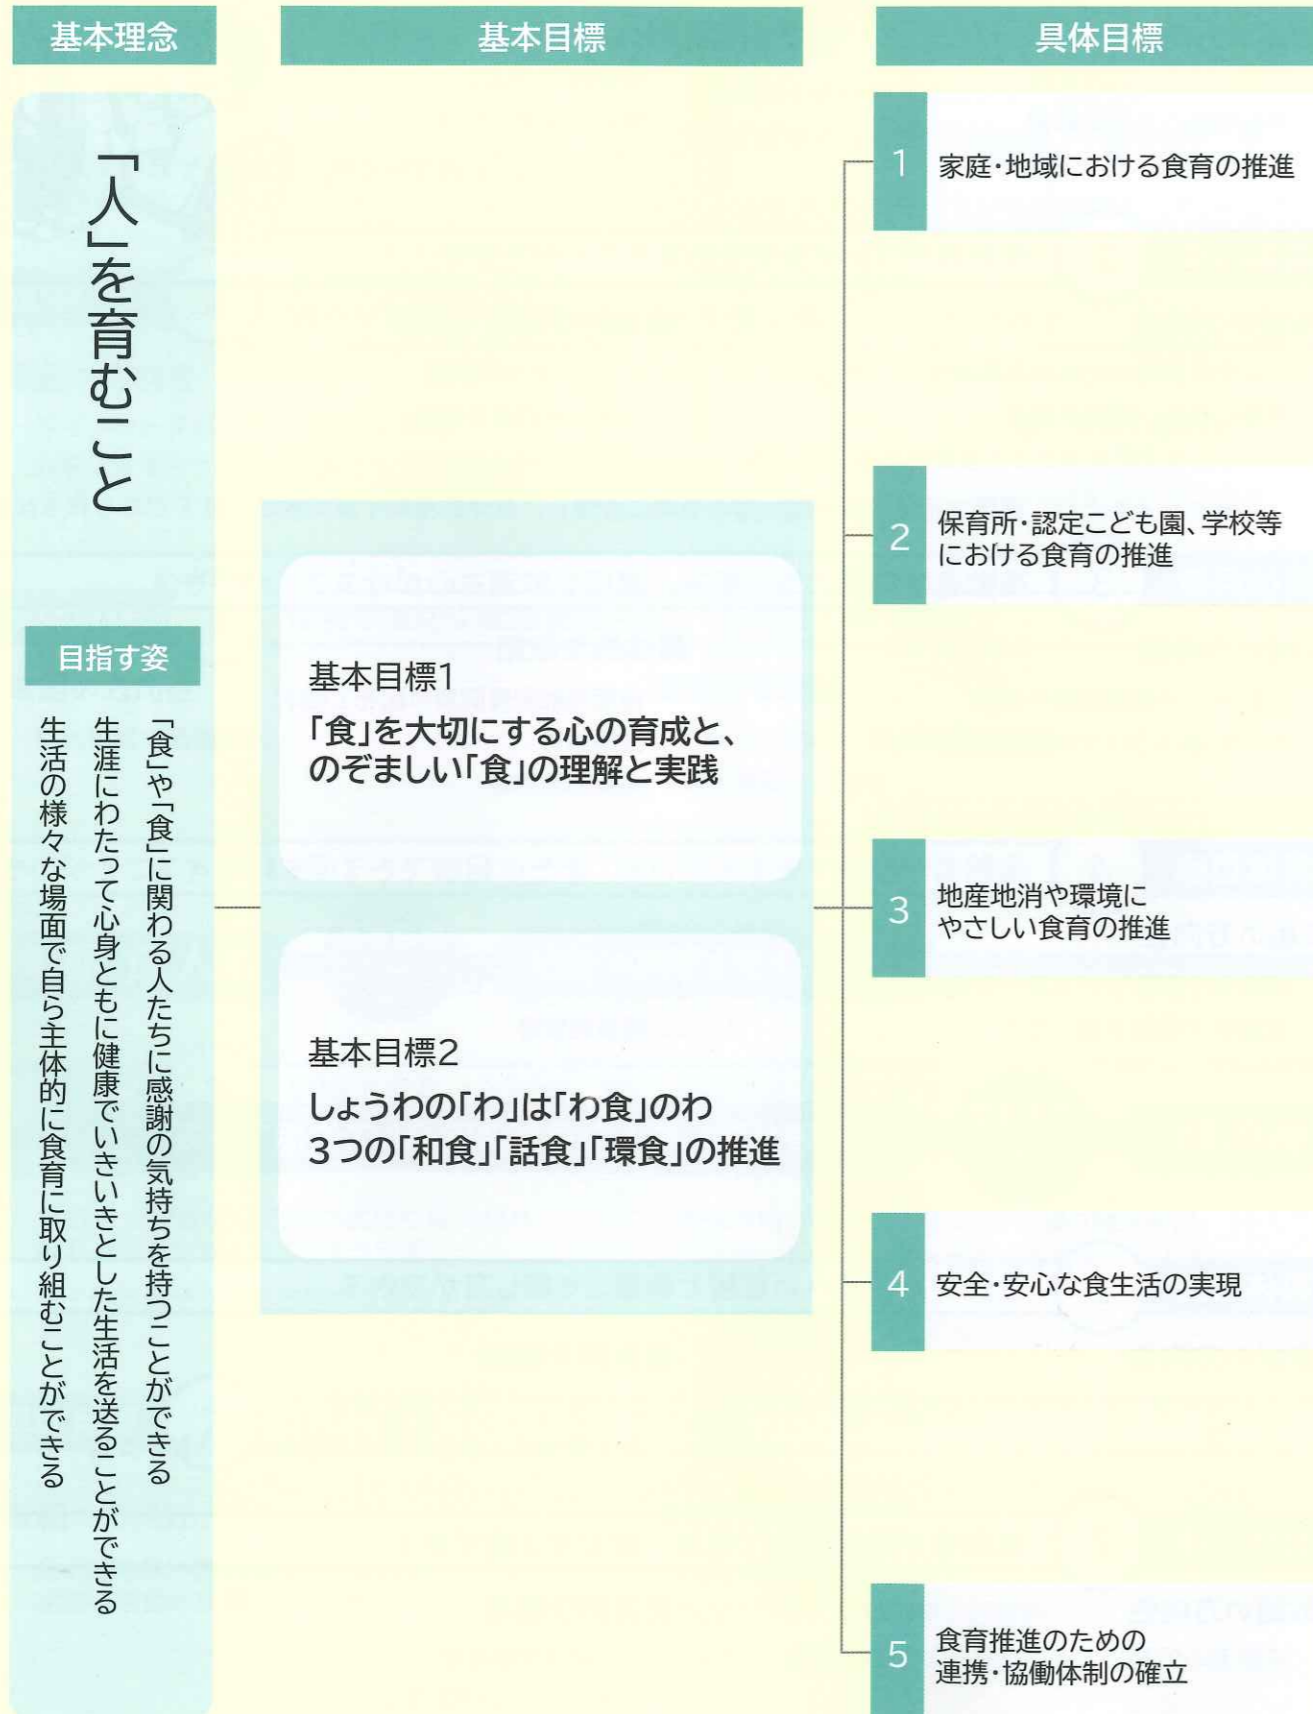 基本理念
基本目標
具体目標
「人」を育むこと
目指す姿
「食」や「食」に関わる人たちに感謝の気持ちを持つことができる
生涯にわたって心身ともに健康でいきいきとした生活を送ることができる
生活の様々な場面で自ら主体的に食育に取り組むことができる
基本目標1
「食」を大切にする心の育成と、
のぞましい「食」の理解と実践
基本目標2
しょうわの「わ」は「わ食」のわ
3つの「和食」「話食」「環食」の推進
1
家庭・地域における食育の推進
2
保育所・認定こども園、学校等
における食育の推進
3
地産地消や環境に
やさしい食育の推進
4
安全・安心な食生活の実現
5
食育推進のための
連携・協働体制の確立